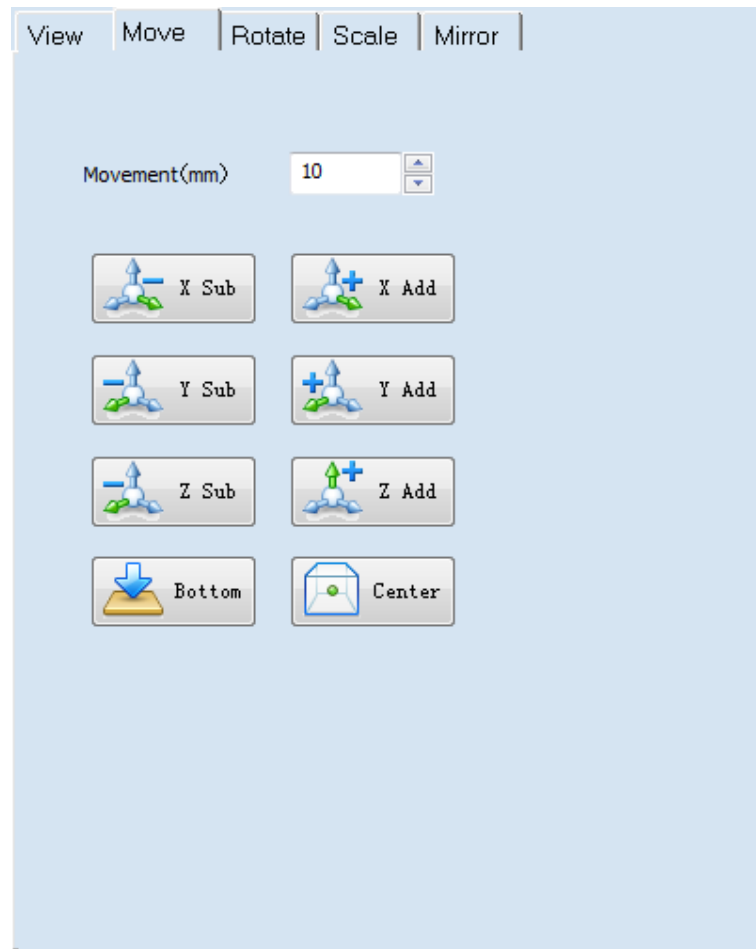 View Move Rotate Scale Mirror
Movement(mm) 10
X Sub X Add
Y Sub Y Add
Z Sub Z Add
Bottom Center